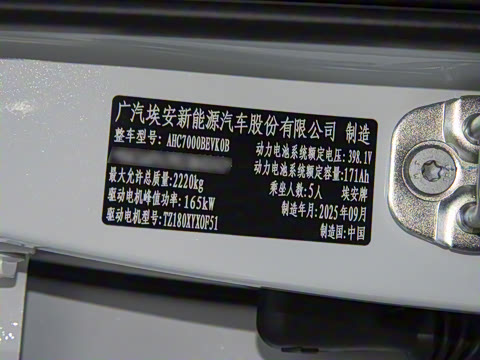 广汽埃安新能源汽车股份有限公司 制造
整车型号: AHC7000BEVK0B 动力电池系统额定电压: 398.1V
动力电池系统额定容量: 171Ah
最大允许总质量: 2220kg 乘坐人数: 5人 埃安牌
驱动电机峰值功率: 165kW 制造年月: 2025年09月
驱动电机型号: TZ180XYX0F51 制造国: 中国